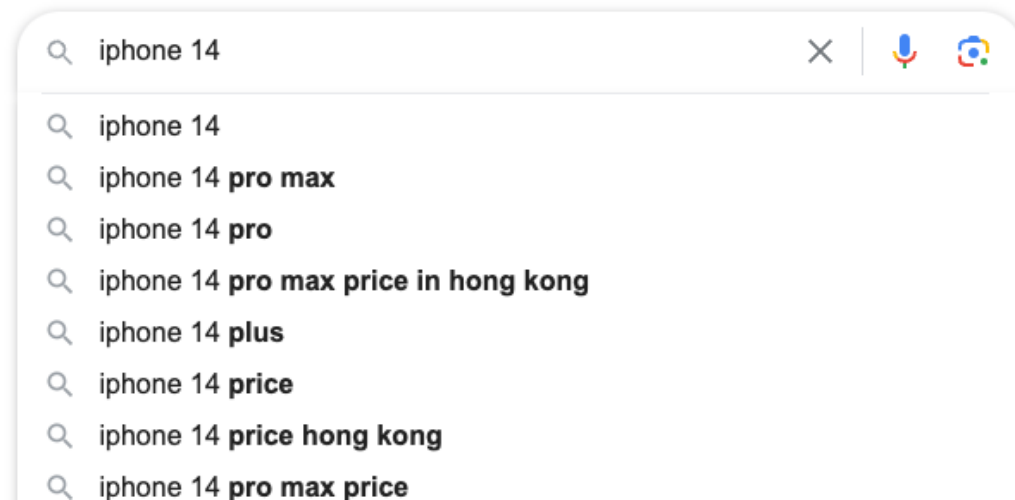 iphone 14
iphone 14
iphone 14 pro max
iphone 14 pro
iphone 14 pro max price in hong kong
iphone 14 plus
iphone 14 price
iphone 14 price hong kong
iphone 14 pro max price